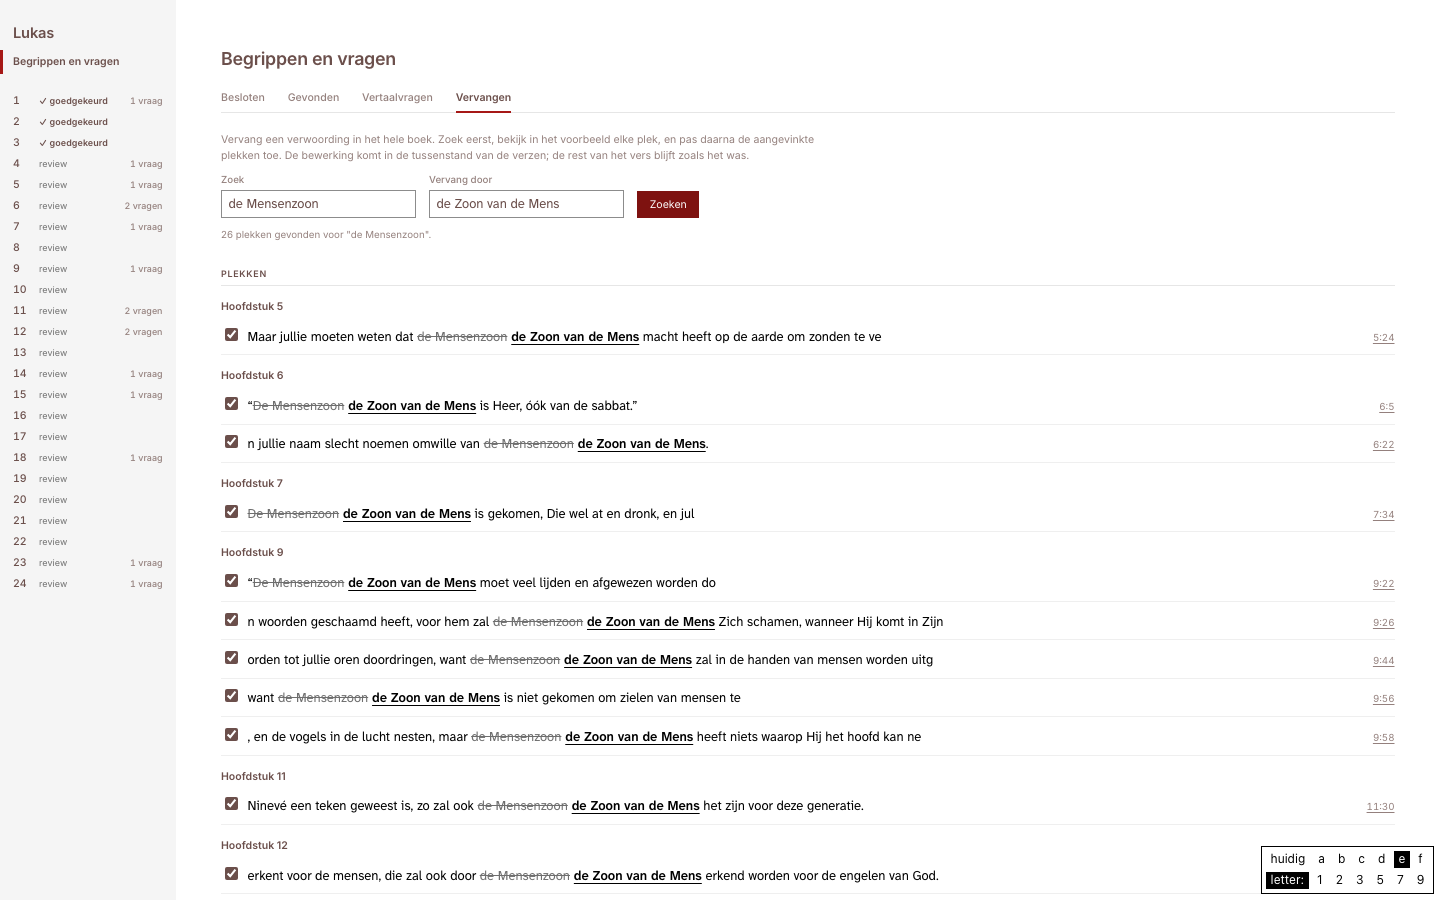 Lukas
Begrippen en vragen
1 ✓ goedgekeurd 1 vraag
2 ✓ goedgekeurd
3 ✓ goedgekeurd
4 review 1 vraag
5 review 1 vraag
6 review 2 vragen
7 review 1 vraag
8 review
9 review 1 vraag
10 review
11 review 2 vragen
12 review 2 vragen
13 review
14 review 1 vraag
15 review 1 vraag
16 review
17 review
18 review 1 vraag
19 review
20 review
21 review
22 review
23 review 1 vraag
24 review 1 vraag
Begrippen en vragen
Besloten Gevonden Vertaalvragen Vervangen
Vervang een verwoording in het hele boek. Zoek eerst, bekijk in het voorbeeld elke plek, en pas daarna de aangevinkte
plekken toe. De bewerking komt in de tussenstand van de verzen; de rest van het vers blijft zoals het was.
Zoek Vervang door
de Mensenzoon de Zoon van de Mens Zoeken
26 plekken gevonden voor "de Mensenzoon".
PLEKKEN
Hoofdstuk 5
Maar jullie moeten weten dat de Mensenzoon de Zoon van de Mens macht heeft op de aarde om zonden te ve 5:24
Hoofdstuk 6
“De Mensenzoon de Zoon van de Mens is Heer, óók van de sabbat.” 6:5
n jullie naam slecht noemen omwille van de Mensenzoon de Zoon van de Mens. 6:22
Hoofdstuk 7
De Mensenzoon de Zoon van de Mens is gekomen, Die wel at en dronk, en jul 7:34
Hoofdstuk 9
“De Mensenzoon de Zoon van de Mens moet veel lijden en afgewezen worden do 9:22
n woorden geschaamd heeft, voor hem zal de Mensenzoon de Zoon van de Mens Zich schamen, wanneer Hij komt in Zijn 9:26
orden tot jullie oren doordringen, want de Mensenzoon de Zoon van de Mens zal in de handen van mensen worden uitg 9:44
want de Mensenzoon de Zoon van de Mens is niet gekomen om zielen van mensen te 9:56
, en de vogels in de lucht nesten, maar de Mensenzoon de Zoon van de Mens heeft niets waarop Hij het hoofd kan ne 9:58
Hoofdstuk 11
Ninevé een teken geweest is, zo zal ook de Mensenzoon de Zoon van de Mens het zijn voor deze generatie. 11:30
Hoofdstuk 12
erkent voor de mensen, die zal ook door de Mensenzoon de Zoon van de Mens erkend worden voor de engelen van God.
huidig a b c d e f
letter: 1 2 3 5 7 9